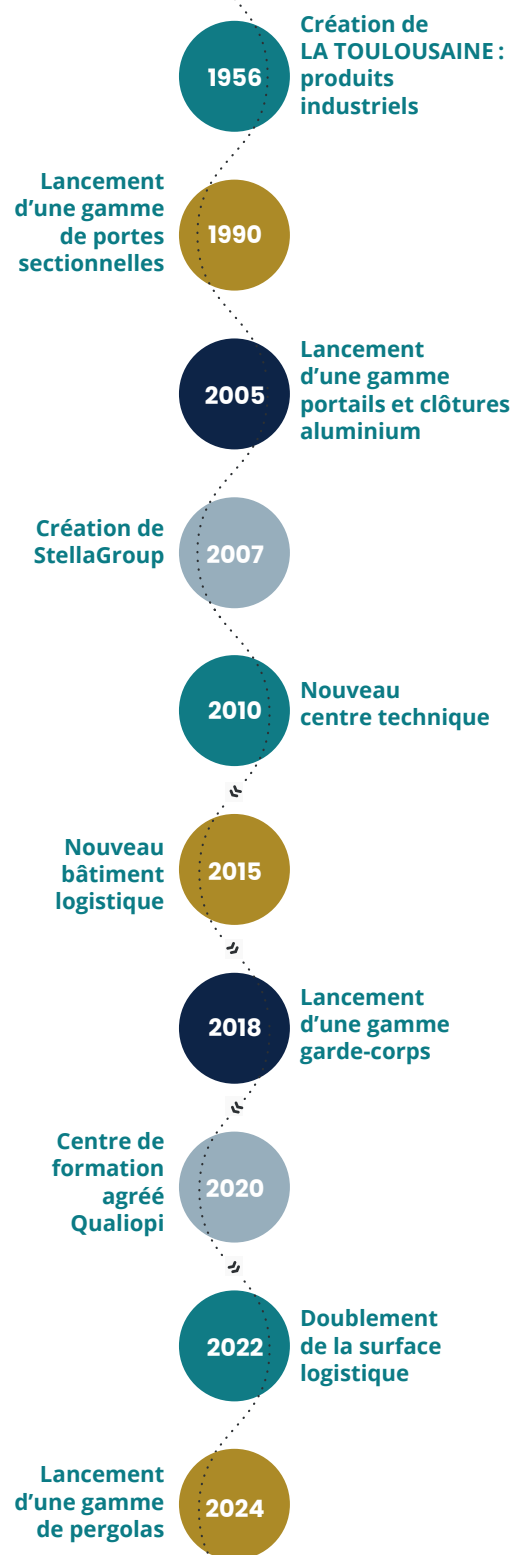 1956
Création de
LA TOULOUSAINE :
produits
industriels
Lancement
d’une gamme
de portes
sectionnelles
1990
2005
Lancement
d’une gamme
portails et clôtures
aluminium
Création de
StellaGroup
2007
2010
Nouveau
centre technique
Nouveau
bâtiment
logistique
2015
2018
Lancement
d’une gamme
garde-corps
Centre de
formation
agréé
Qualiopi
2020
2022
Doublement
de la surface
logistique
Lancement
d’une gamme
de pergolas
2024